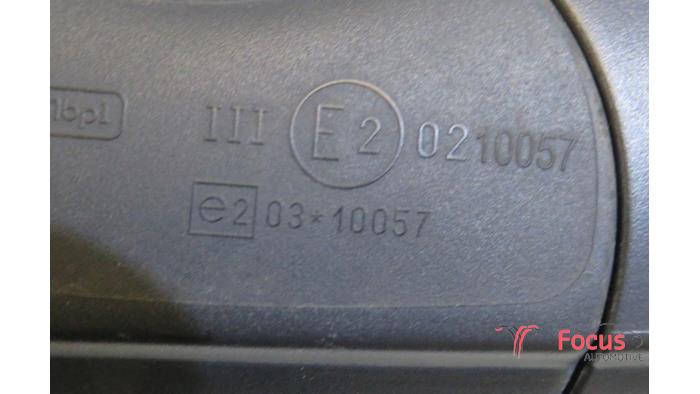 III E2 0210057
e2 03*10057
Focus
AUTOMOTIVE